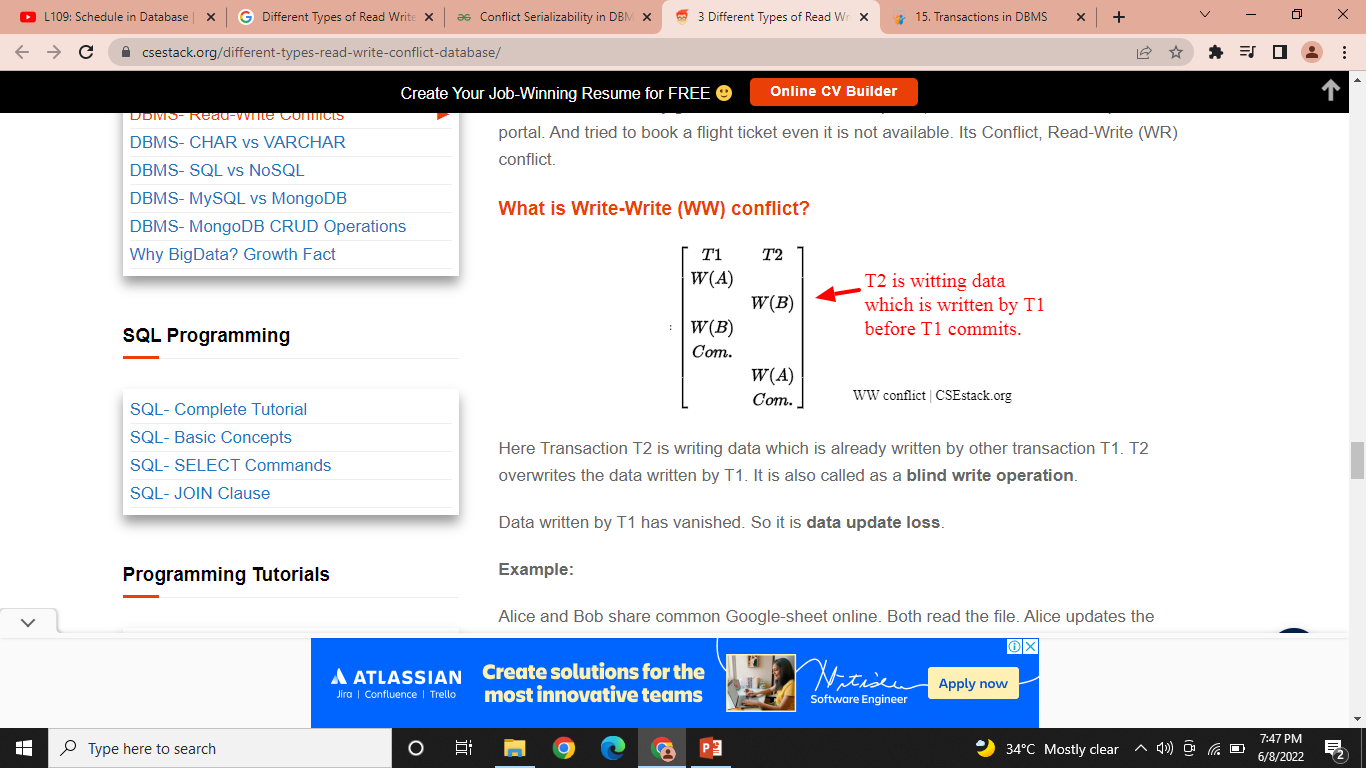 L109: Schedule in Database |
Different Types of Read Write
Conflict Serializability in DBM
3 Different Types of Read Wr
15. Transactions in DBMS
csestack.org/different-types-read-write-conflict-database/
Create Your Job-Winning Resume for FREE
Online CV Builder
DBMS- Read-Write Conflicts
DBMS- CHAR vs VARCHAR
DBMS- SQL vs NoSQL
DBMS- MySQL vs MongoDB
DBMS- MongoDB CRUD Operations
Why BigData? Growth Fact
SQL Programming
SQL- Complete Tutorial
SQL- Basic Concepts
SQL- SELECT Commands
SQL- JOIN Clause
Programming Tutorials
portal. And tried to book a flight ticket even it is not available. Its Conflict, Read-Write (WR)
conflict.
What is Write-Write (WW) conflict?
T1 T2
W(A)
W(B)
W(B)
Com.
W(A)
Com.
T2 is witting data
which is written by T1
before T1 commits.
WW conflict | CSEstack.org
Here Transaction T2 is writing data which is already written by other transaction T1. T2
overwrites the data written by T1. It is also called as a blind write operation.
Data written by T1 has vanished. So it is data update loss.
Example:
Alice and Bob share common Google-sheet online. Both read the file. Alice updates the
ATLASSIAN
Jira | Confluence | Trello
Create solutions for the
most innovative teams
Software Engineer
Apply now
Type here to search
34°C Mostly clear
7:47 PM
6/8/2022
2